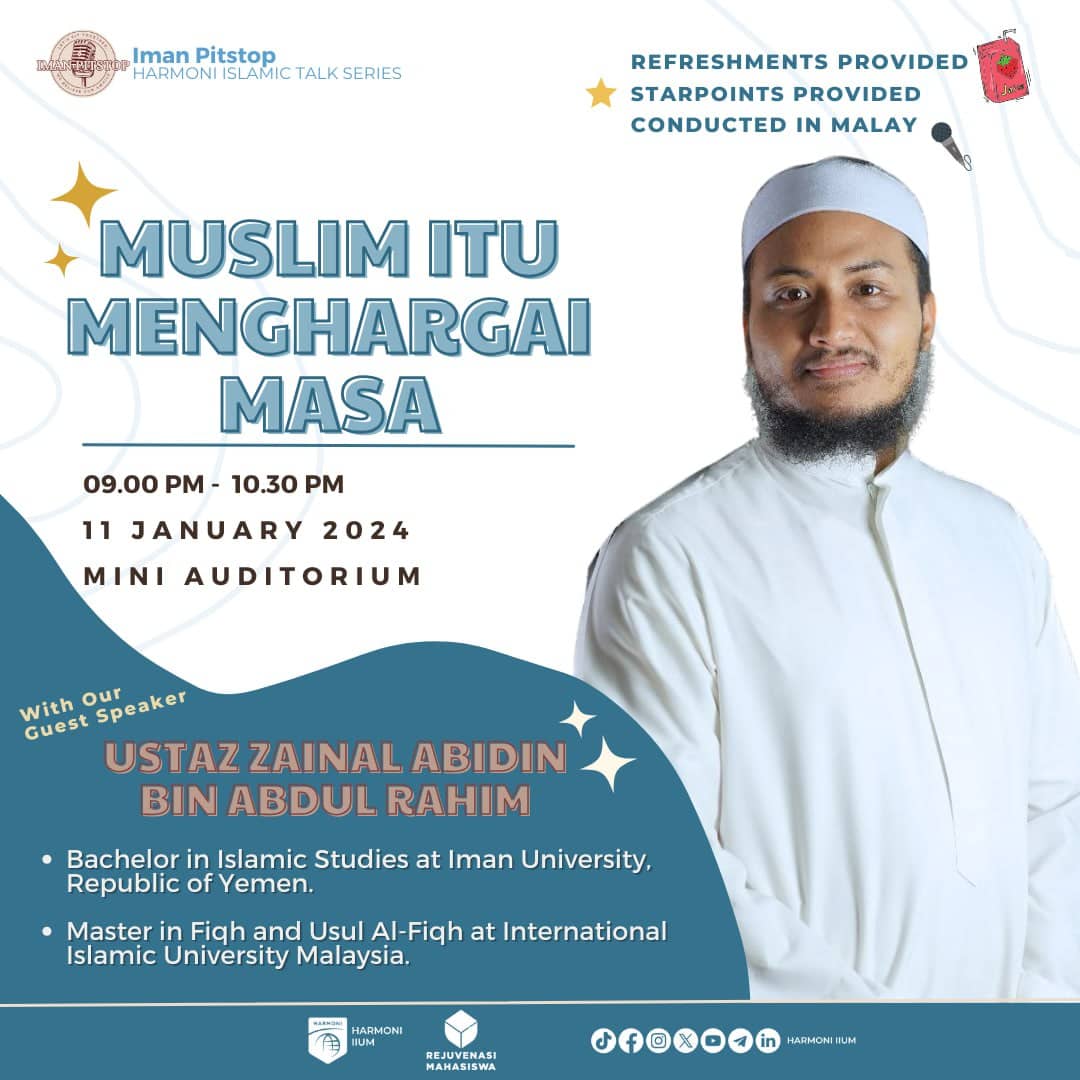 IMAN PITSTOP
Iman Pitstop
HARMONI ISLAMIC TALK SERIES
REFRESHMENTS PROVIDED
STARPOINTS PROVIDED
CONDUCTED IN MALAY
MUSLIM ITU
MENGHARGAI
MASA
09.00 PM - 10.30 PM
11 JANUARY 2024
MINI AUDITORIUM
With Our
Guest Speaker
USTAZ ZAINAL ABIDIN
BIN ABDUL RAHIM
• Bachelor in Islamic Studies at Iman University,
Republic of Yemen.
• Master in Fiqh and Usul Al-Fiqh at International
Islamic University Malaysia.
HARMONI
HARMONI
IIUM
REJUVENASI
MAHASISWA
HARMONI IIUM